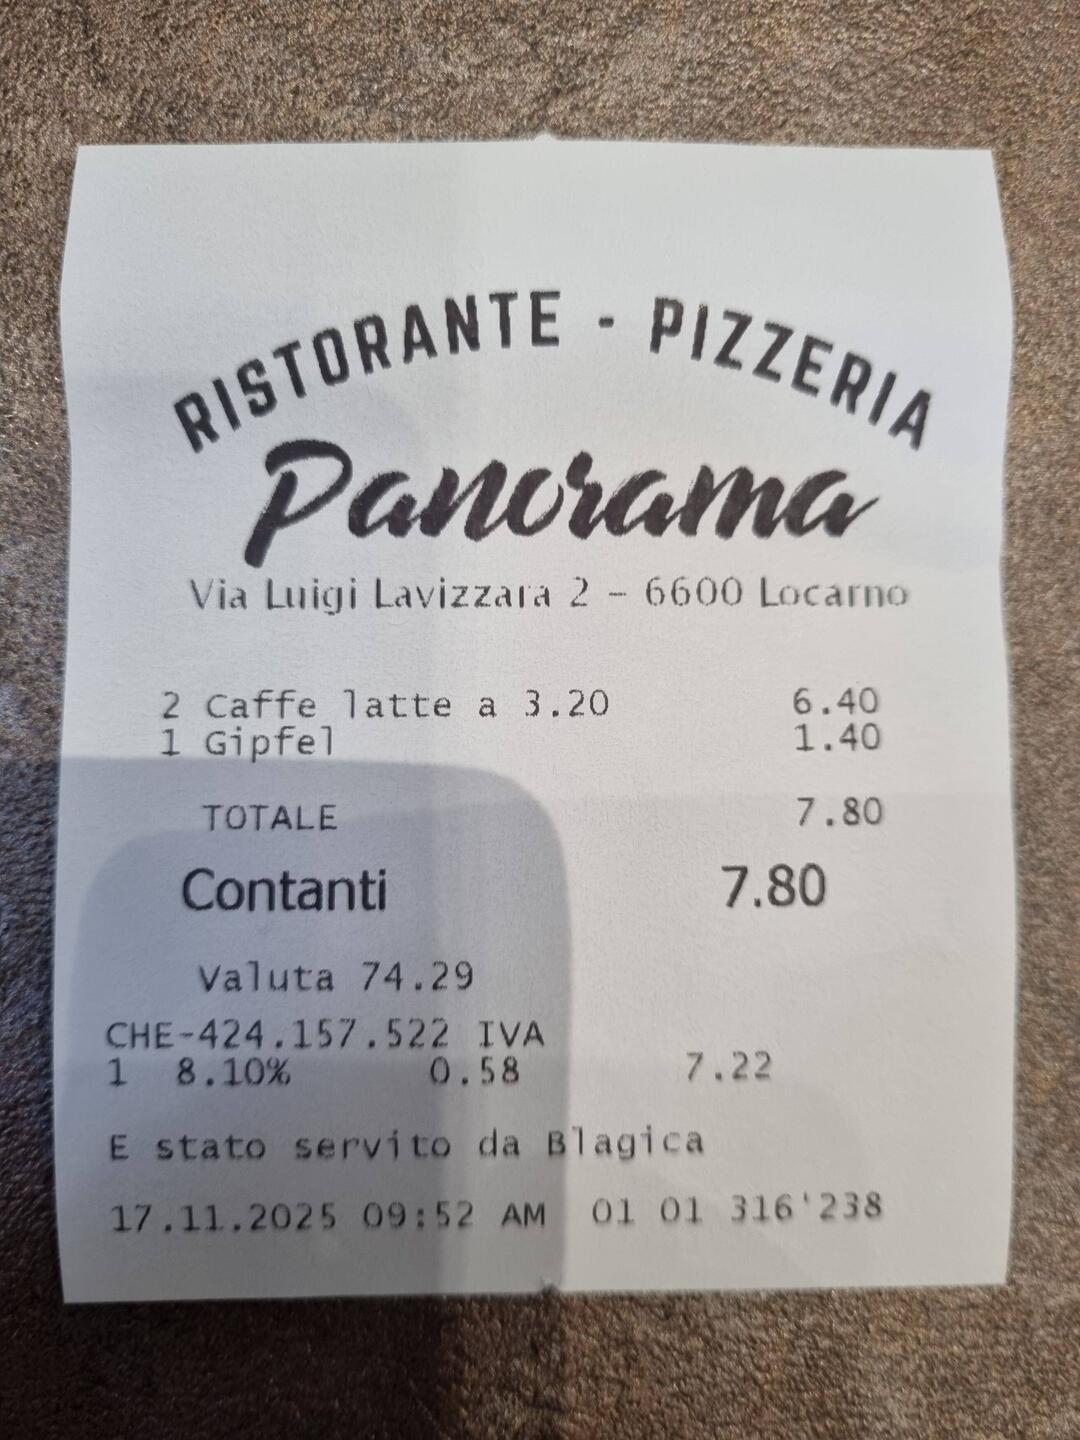 RISTORANTE - PIZZERIA
Panorama
Via Luigi Lavizzara 2 - 6600 Locarno
2 Caffe latte a 3.20 6.40
1 Gipfel 1.40
TOTALE 7.80
Contanti 7.80
Valuta 74.29
CHE-424.157.522 IVA
1 8.10% 0.58 7.22
E stato servito da Blagica
17.11.2025 09:52 AM 01 01 316'238